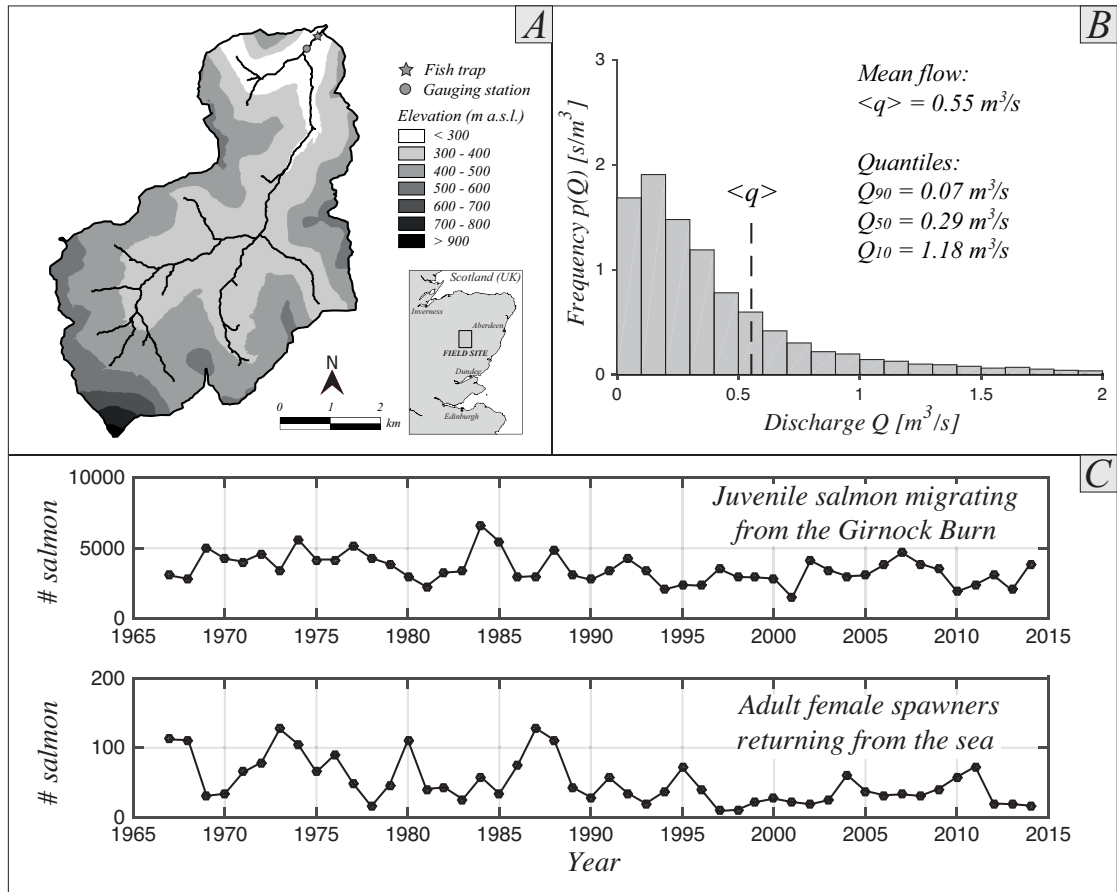 A
Fish trap
Gauging station
Elevation (m a.s.l.)
< 300
300 - 400
400 - 500
500 - 600
600 - 700
700 - 800
> 900
Scotland (UK)
Inverness
Aberdeen
FIELD SITE
Dundee
Edinburgh
N
0 1 2
km
B
Frequency p(Q) [s/m³]
3
2
1
0
Mean flow:
<q> = 0.55 m³/s
Quantiles:
Q₉₀ = 0.07 m³/s
Q₅₀ = 0.29 m³/s
Q₁₀ = 1.18 m³/s
<q>
0 0.5 1 1.5 2
Discharge Q [m³/s]
C
# salmon
10000
5000
0
Juvenile salmon migrating
from the Girnock Burn
1965 1970 1975 1980 1985 1990 1995 2000 2005 2010 2015
# salmon
200
100
0
Adult female spawners
returning from the sea
1965 1970 1975 1980 1985 1990 1995 2000 2005 2010 2015
Year